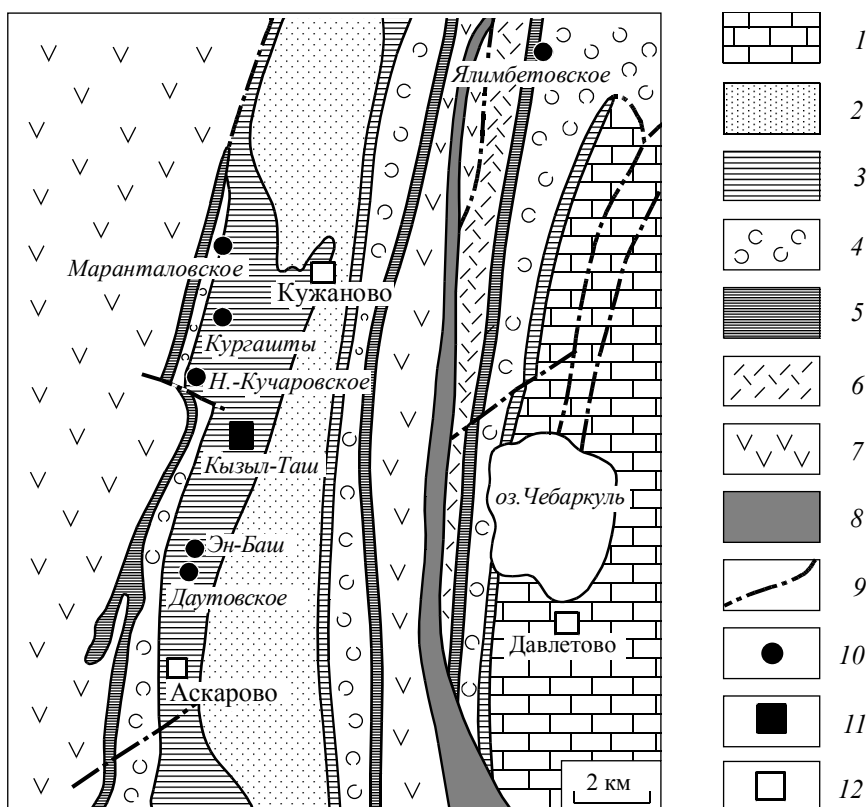 Ялимбетовское
Маранталовское
Кужаново
Кургашты
Н.-Кучаровское
Кызыл-Таш
оз.Чебаркуль
Эн-Баш
Даутовское
Давлетово
Аскарово
2 км
1
2
3
4
5
6
7
8
9
10
11
12